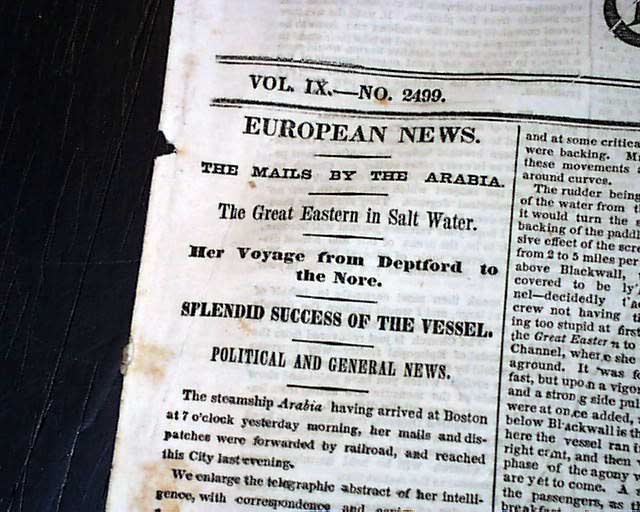 VOL. IX.—NO. 2499.
EUROPEAN NEWS.
THE MAILS BY THE ARABIA.
The Great Eastern in Salt Water.
Her Voyage from Deptford to
the Nore.
SPLENDID SUCCESS OF THE VESSEL.
POLITICAL AND GENERAL NEWS.
The steamship Arabia having arrived at Boston
at 7 o'clock yesterday morning, her mails and dis-
patches were forwarded by railroad, and reached
this City last evening.
We enlarge the telegraphic abstract of her intelli-
gence, with correspondence and
and at some critica
were backing.
these movements
around curves.
The rudder being
of the water from
it would turn the
backing of the paddl
sive effect of the scr
from 2 to 5 miles per
above Blackwall,
covered to be
nel—decidedly
crew not having
ing too stupid at first
the Great Eastern to
Channel, where she
aground. It was
fast, but upon a vigor
and a strong side pul
were at once added,
below Blackwall is th
here the vessel ran
right and then
phase of the agony
are yet to come. A
the passengers, as
breakfast